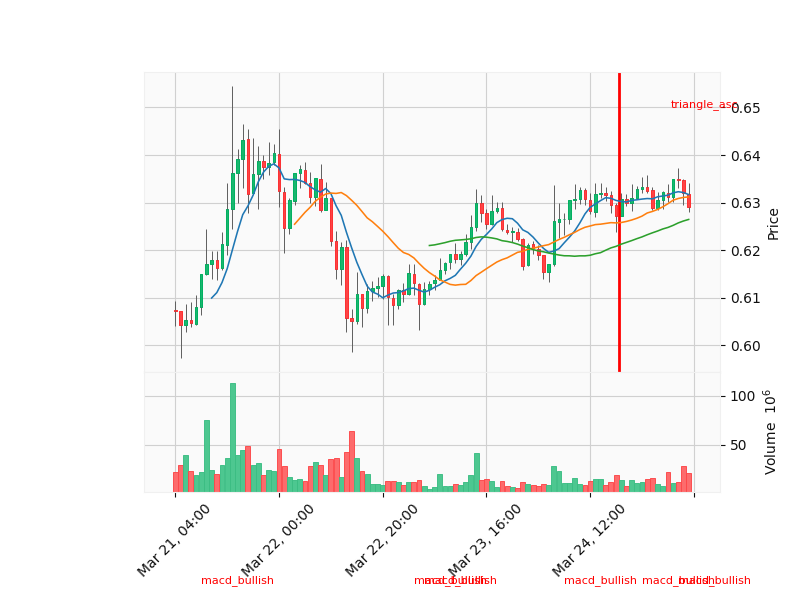 triangle_asc
0.65
0.64
0.63
0.62
0.61
0.60
Price
100
50
Volume 10^6
Mar 21, 04:00
Mar 22, 00:00
Mar 22, 20:00
Mar 23, 16:00
Mar 24, 12:00
macd_bullish
macd_bullish
macd_bullish
macd_bullish
macd_bullish
macd_bullish